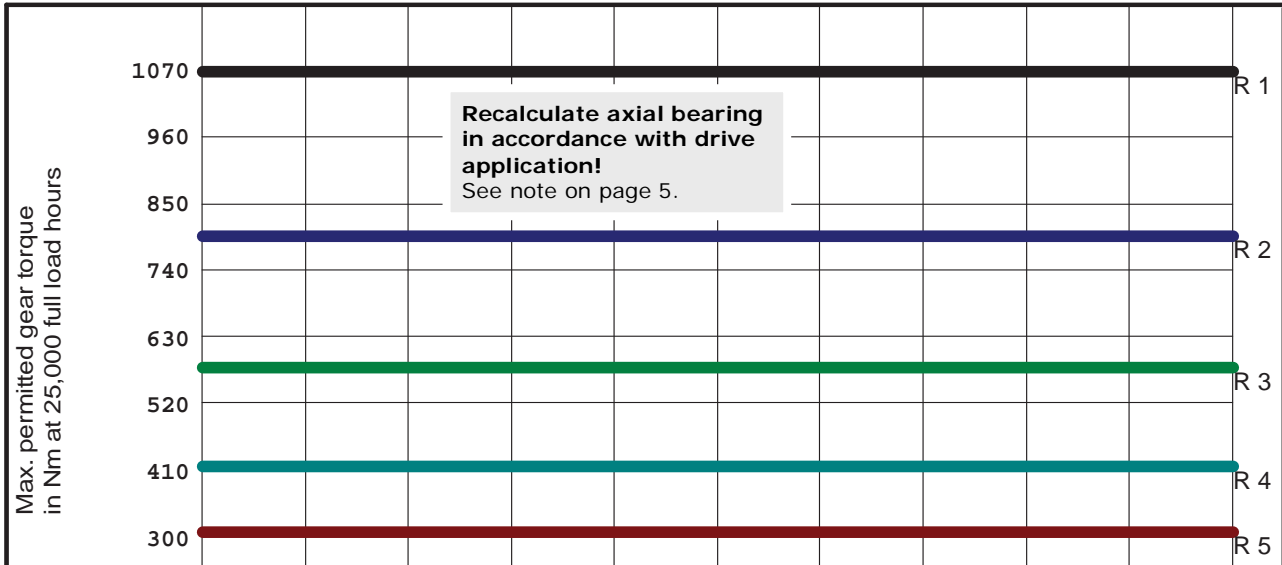 Max. permitted gear torque
in Nm at 25,000 full load hours
1070
960
850
740
630
520
410
300
Recalculate axial bearing
in accordance with drive
application!
See note on page 5.
R 1
R 2
R 3
R 4
R 5